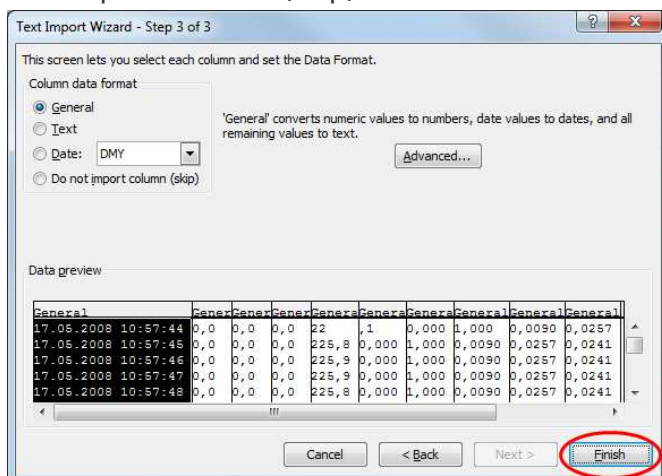 Text Import Wizard - Step 3 of 3
This screen lets you select each column and set the Data Format.
Column data format
General
Text
Date: DMY
Do not import column (skip)
'General' converts numeric values to numbers, date values to dates, and all
remaining values to text.
Advanced...
Data preview
General Gener Gener Gener Genera Genera Genera General General General
17.05.2008 10:57:44 0,0 0,0 0,0 22 ,1 0,000 1,000 0,0090 0,0257
17.05.2008 10:57:45 0,0 0,0 0,0 225,8 0,000 1,000 0,0090 0,0257 0,0241
17.05.2008 10:57:46 0,0 0,0 0,0 225,9 0,000 1,000 0,0090 0,0257 0,0241
17.05.2008 10:57:47 0,0 0,0 0,0 225,9 0,000 1,000 0,0090 0,0257 0,0241
17.05.2008 10:57:48 0,0 0,0 0,0 225,8 0,000 1,000 0,0090 0,0257 0,0241
Cancel < Back Next > Finish